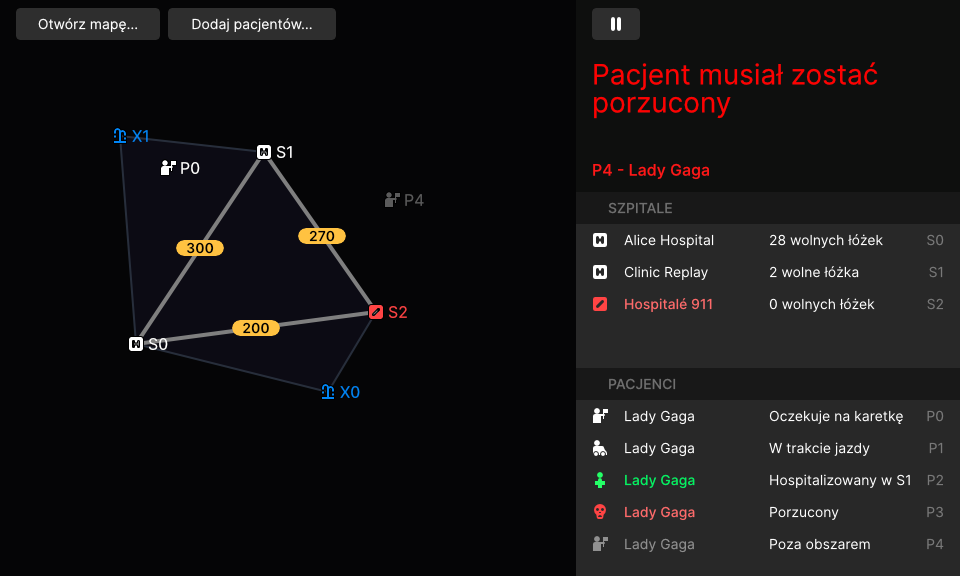 Otwórz mapę...
Dodaj pacjentów...
X1
P0
S1
P4
300
270
S2
200
S0
X0
Pacjent musiał zostać
porzucony
P4 - Lady Gaga
SZPITALE
Alice Hospital 28 wolnych łóżek S0
Clinic Replay 2 wolne łóżka S1
Hospitalé 911 0 wolnych łóżek S2
PACJENCI
Lady Gaga Oczekuje na karetkę P0
Lady Gaga W trakcie jazdy P1
Lady Gaga Hospitalizowany w S1 P2
Lady Gaga Porzucony P3
Lady Gaga Poza obszarem P4